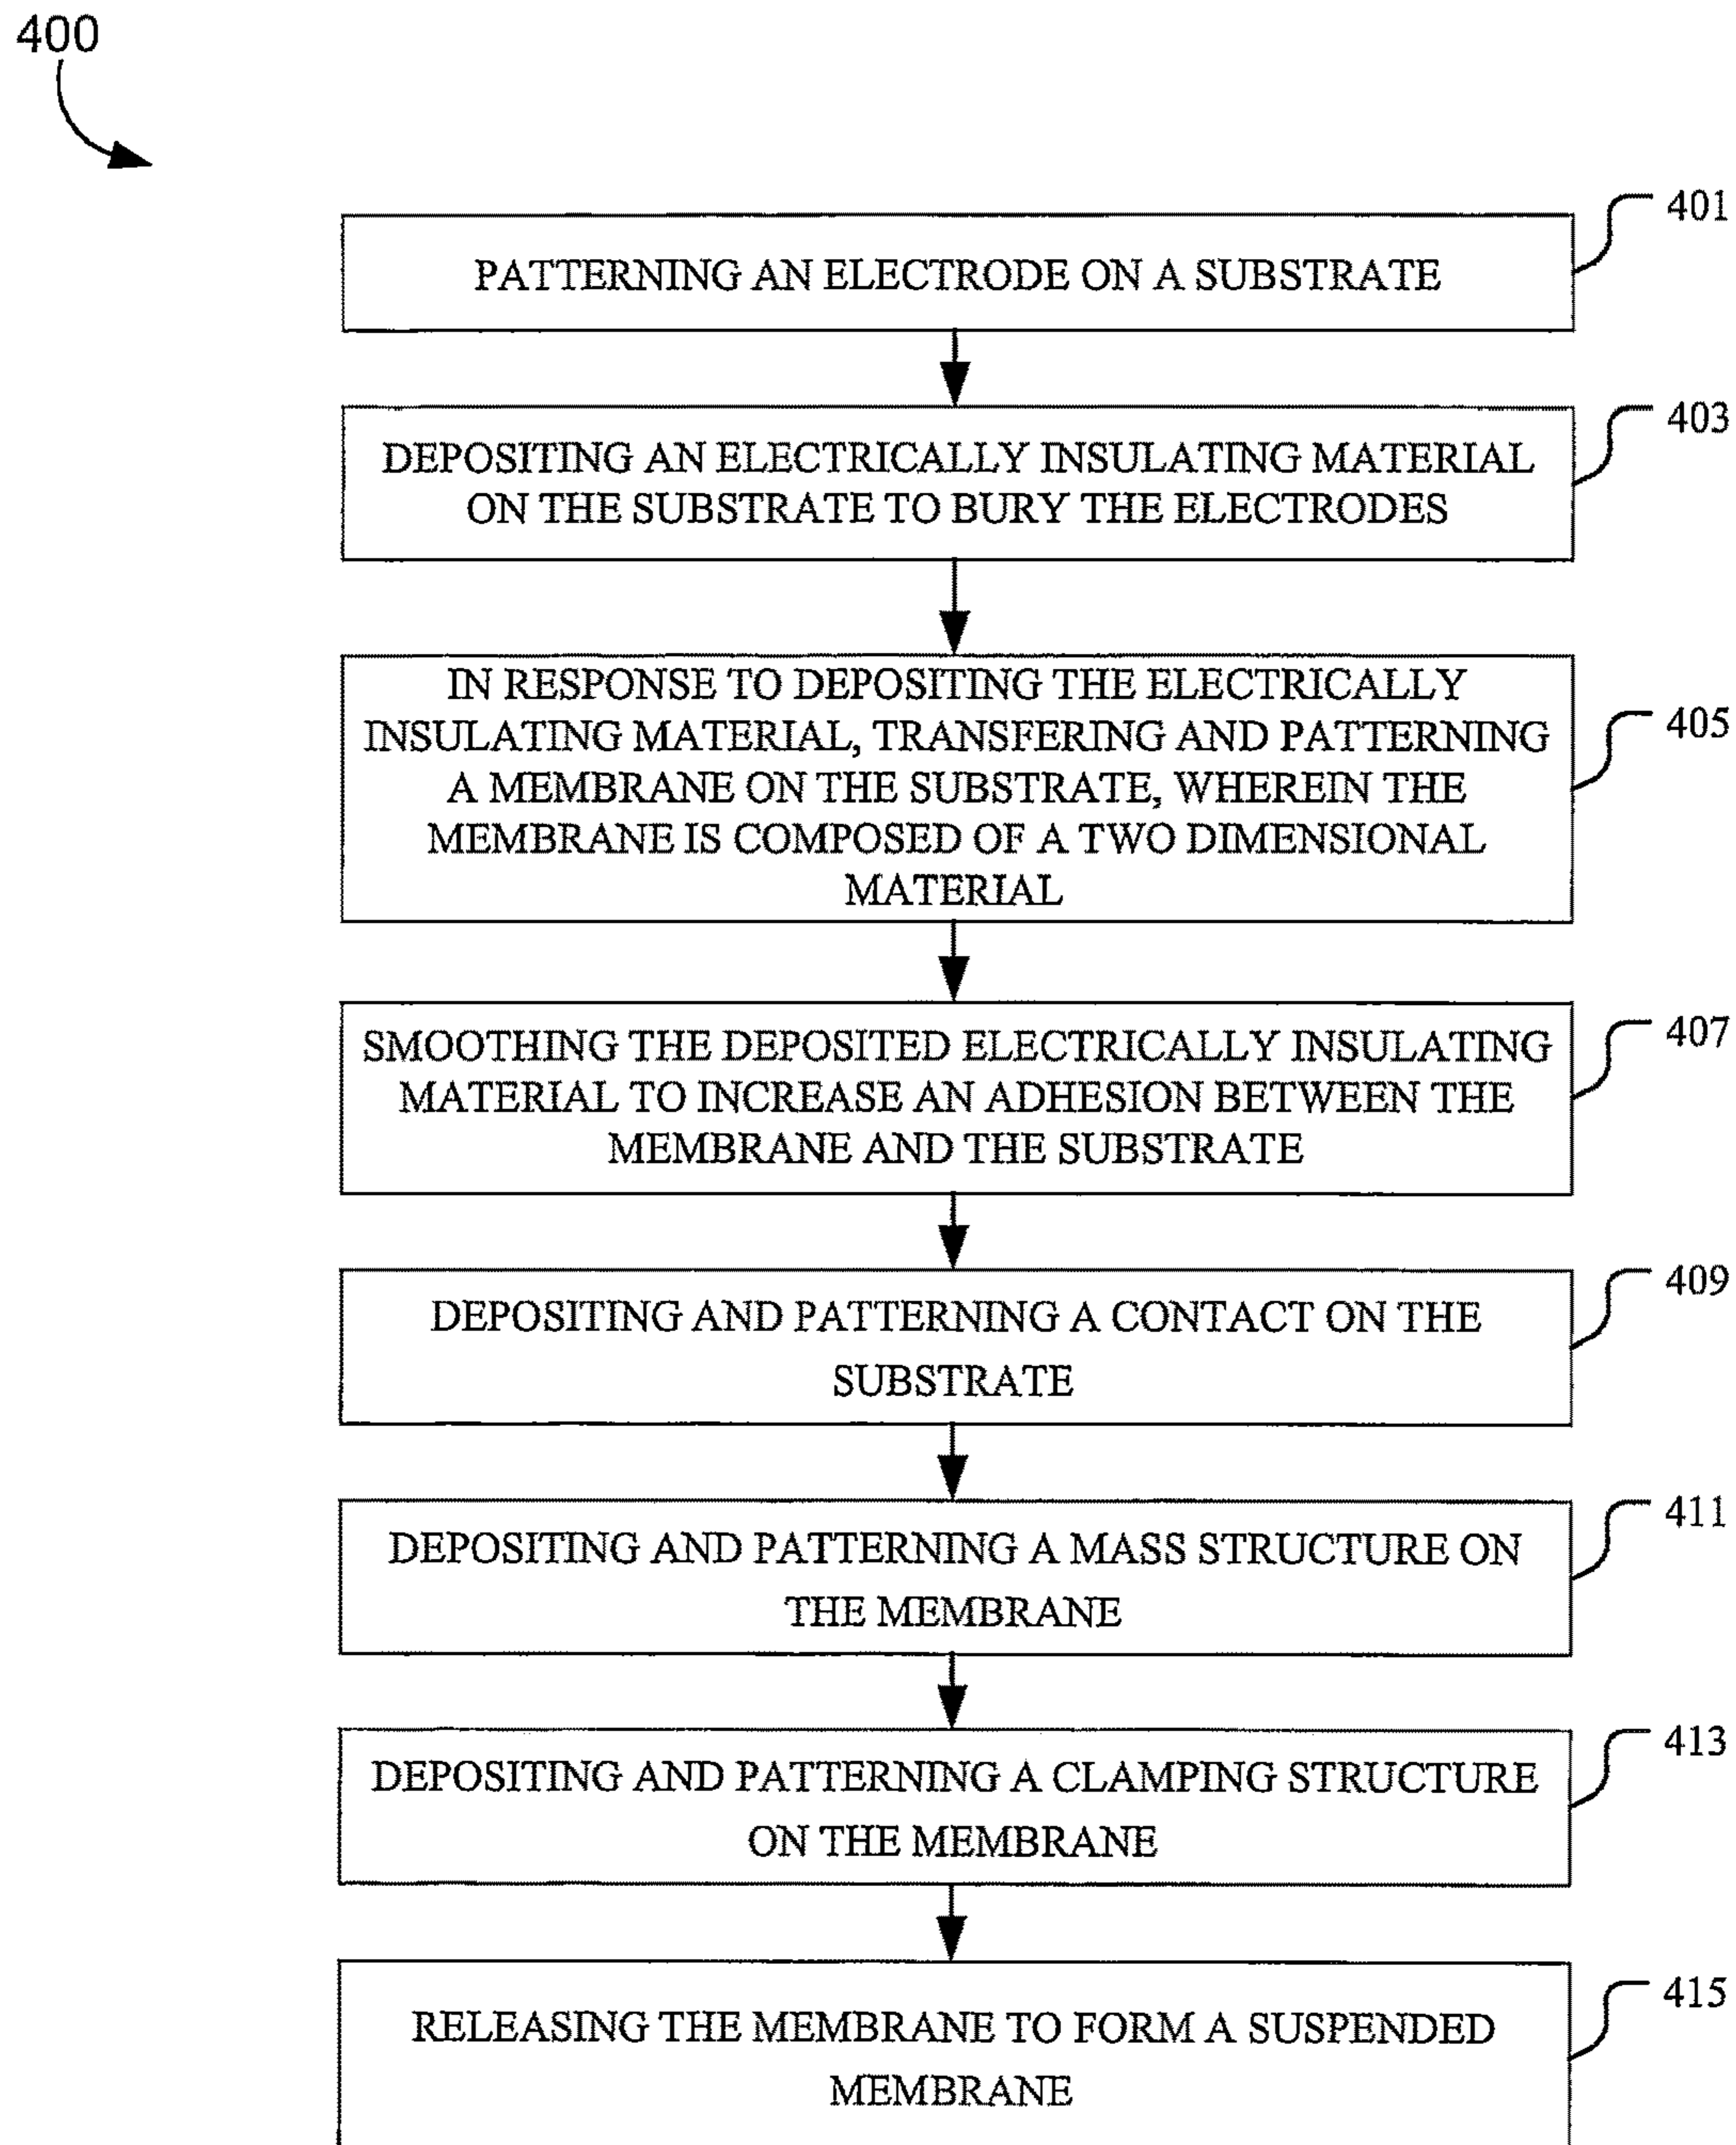 400
401
PATTERNING AN ELECTRODE ON A SUBSTRATE
403
DEPOSITING AN ELECTRICALLY INSULATING MATERIAL
ON THE SUBSTRATE TO BURY THE ELECTRODES
IN RESPONSE TO DEPOSITING THE ELECTRICALLY
INSULATING MATERIAL, TRANSFERING AND PATTERNING
A MEMBRANE ON THE SUBSTRATE, WHEREIN THE
MEMBRANE IS COMPOSED OF A TWO DIMENSIONAL
MATERIAL
405
SMOOTHING THE DEPOSITED ELECTRICALLY INSULATING
MATERIAL TO INCREASE AN ADHESION BETWEEN THE
MEMBRANE AND THE SUBSTRATE
407
409
DEPOSITING AND PATTERNING A CONTACT ON THE
SUBSTRATE
411
DEPOSITING AND PATTERNING A MASS STRUCTURE ON
THE MEMBRANE
413
DEPOSITING AND PATTERNING A CLAMPING STRUCTURE
ON THE MEMBRANE
415
RELEASING THE MEMBRANE TO FORM A SUSPENDED
MEMBRANE